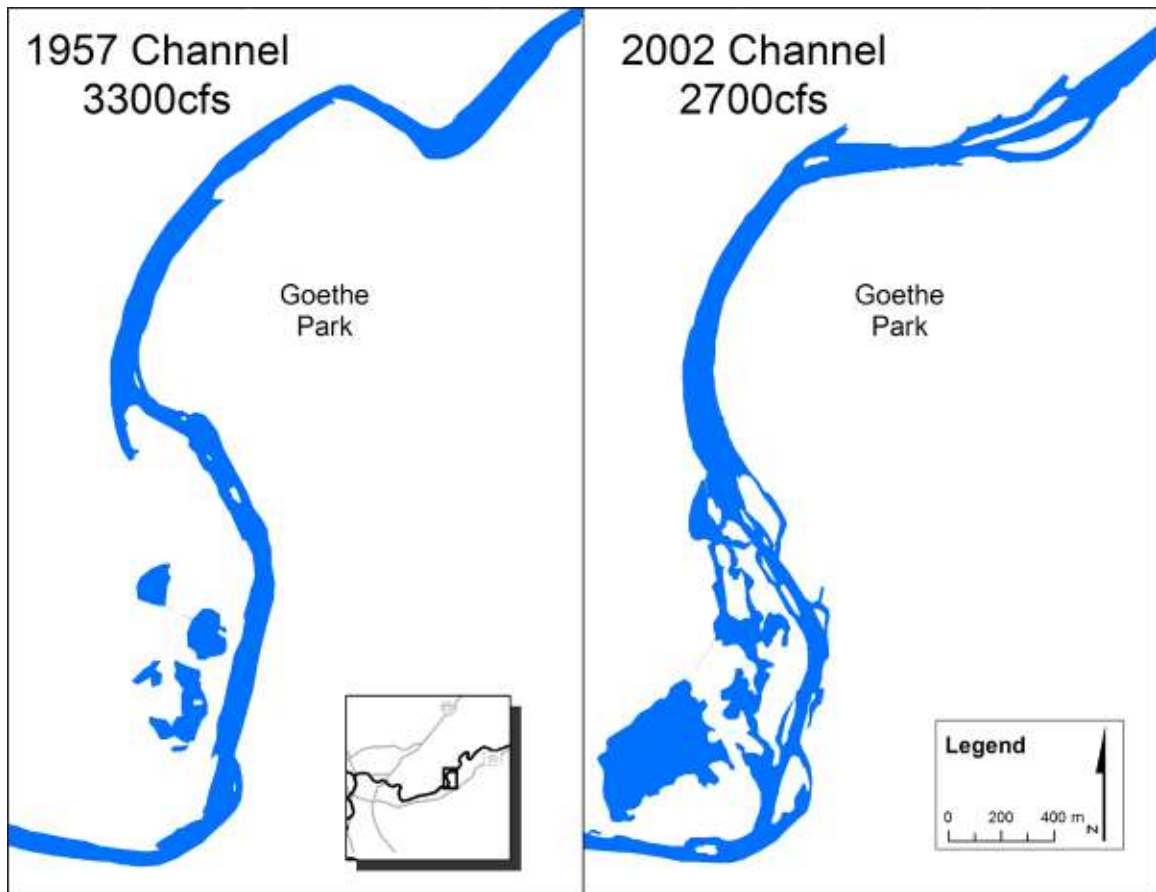 1957 Channel
3300cfs
Goethe
Park
2002 Channel
2700cfs
Goethe
Park
Legend
0 200 400 m
N